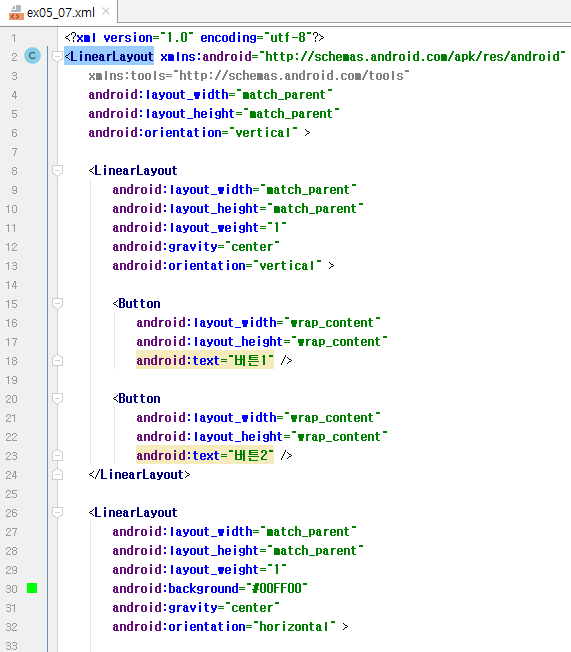 ex05_07.xml
1 <?xml version="1.0" encoding="utf-8"?>
2 C <LinearLayout xmlns:android="http://schemas.android.com/apk/res/android"
3 xmlns:tools="http://schemas.android.com/tools"
4 android:layout_width="match_parent"
5 android:layout_height="match_parent"
6 android:orientation="vertical" >
7
8 <LinearLayout
9 android:layout_width="match_parent"
10 android:layout_height="match_parent"
11 android:layout_weight="1"
12 android:gravity="center"
13 android:orientation="vertical" >
14
15 <Button
16 android:layout_width="wrap_content"
17 android:layout_height="wrap_content"
18 android:text="버튼1" />
19
20 <Button
21 android:layout_width="wrap_content"
22 android:layout_height="wrap_content"
23 android:text="버튼2" />
24 </LinearLayout>
25
26 <LinearLayout
27 android:layout_width="match_parent"
28 android:layout_height="match_parent"
29 android:layout_weight="1"
30 android:background="#00FF00"
31 android:gravity="center"
32 android:orientation="horizontal" >
33